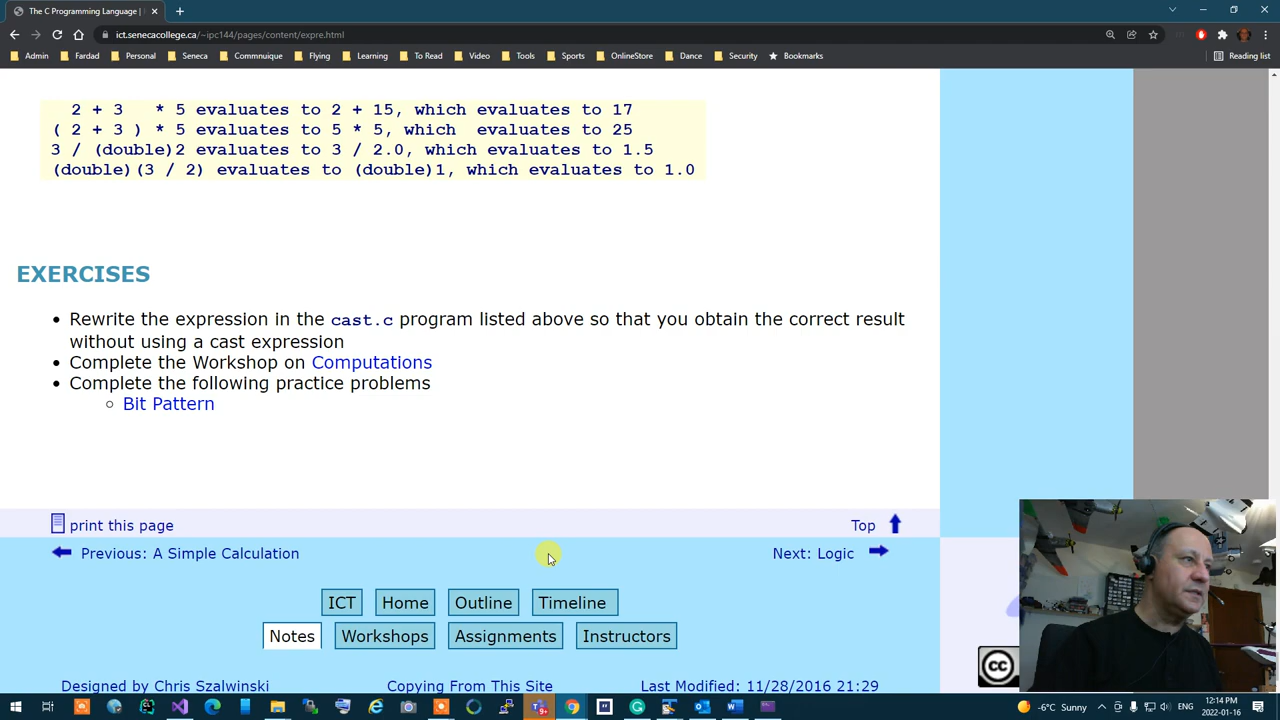 The C Programming Language |
ict.senecacollege.ca/~ipc144/pages/content/expre.html
Admin Fardad Personal Seneca Commnuique Flying Learning To Read Video Tools Sports OnlineStore Dance Security Bookmarks Reading list
2 + 3 * 5 evaluates to 2 + 15, which evaluates to 17
( 2 + 3 ) * 5 evaluates to 5 * 5, which evaluates to 25
3 / (double)2 evaluates to 3 / 2.0, which evaluates to 1.5
(double)(3 / 2) evaluates to (double)1, which evaluates to 1.0
EXERCISES
• Rewrite the expression in the cast.c program listed above so that you obtain the correct result
without using a cast expression
• Complete the Workshop on Computations
• Complete the following practice problems
○ Bit Pattern
print this page Top
Previous: A Simple Calculation Next: Logic
ICT Home Outline Timeline
Notes Workshops Assignments Instructors
Designed by Chris Szalwinski Copying From This Site Last Modified: 11/28/2016 21:29
cc
-6°C Sunny ENG 12:14 PM
2022-01-16